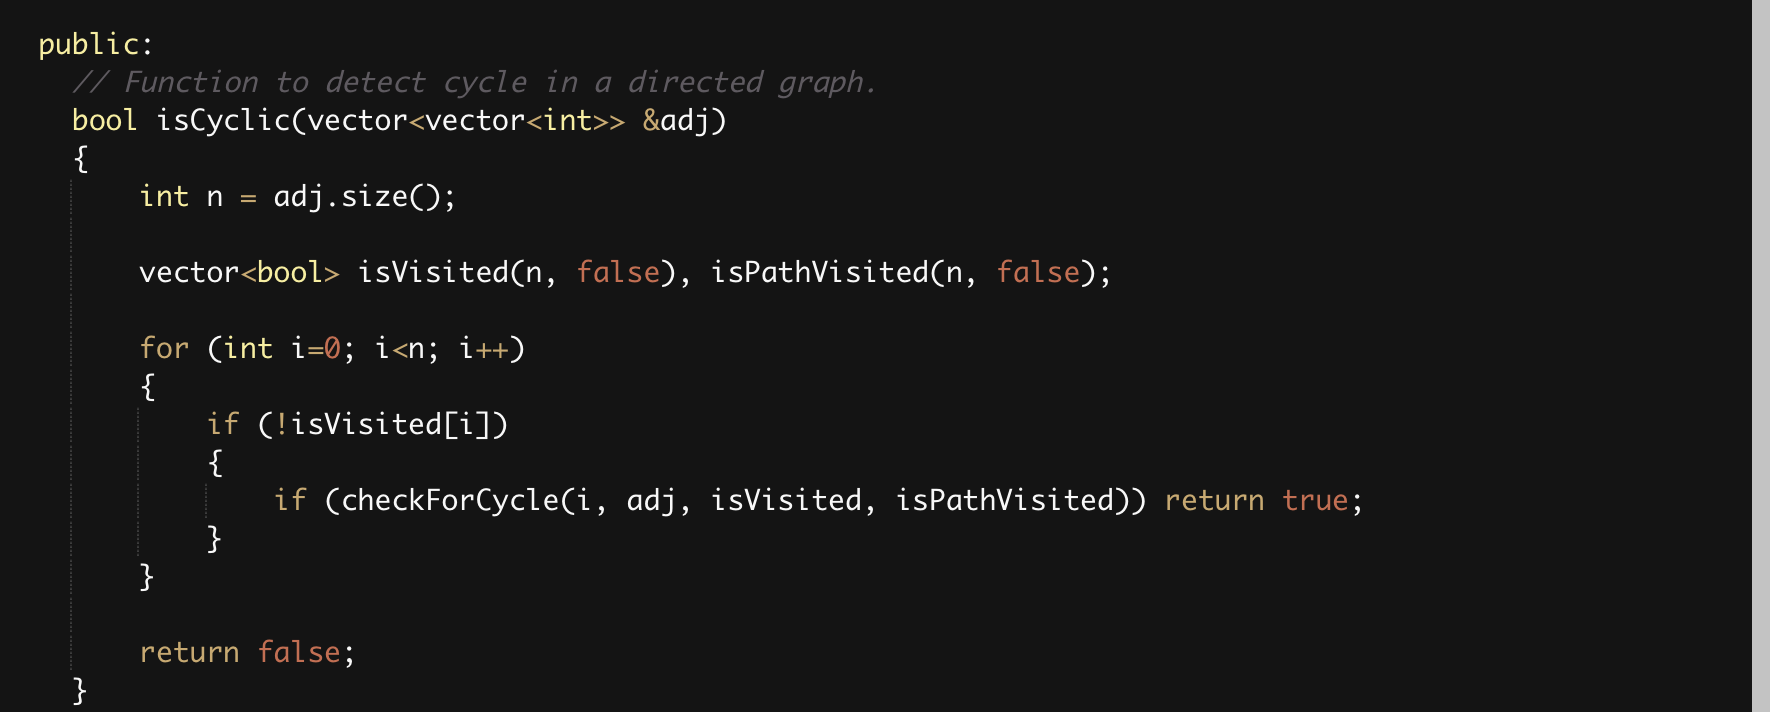 public:
// Function to detect cycle in a directed graph.
bool isCyclic(vector<vector<int>> &adj)
{
int n = adj.size();
vector<bool> isVisited(n, false), isPathVisited(n, false);
for (int i=0; i<n; i++)
{
if (!isVisited[i])
{
if (checkForCycle(i, adj, isVisited, isPathVisited)) return true;
}
}
return false;
}